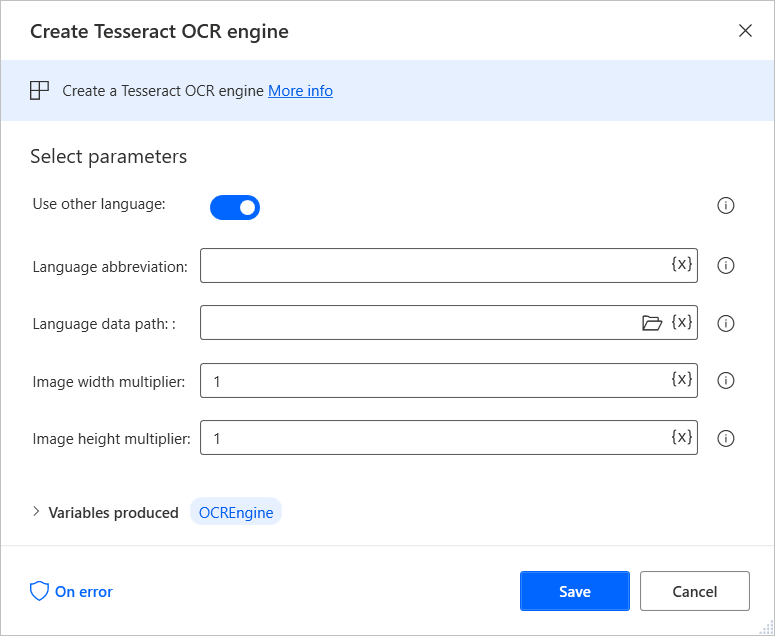 Create Tesseract OCR engine
Create a Tesseract OCR engine More info
Select parameters
Use other language:
Language abbreviation: {x}
Language data path: : {x}
Image width multiplier: 1 {x}
Image height multiplier: 1 {x}
Variables produced OCREngine
On error Save Cancel